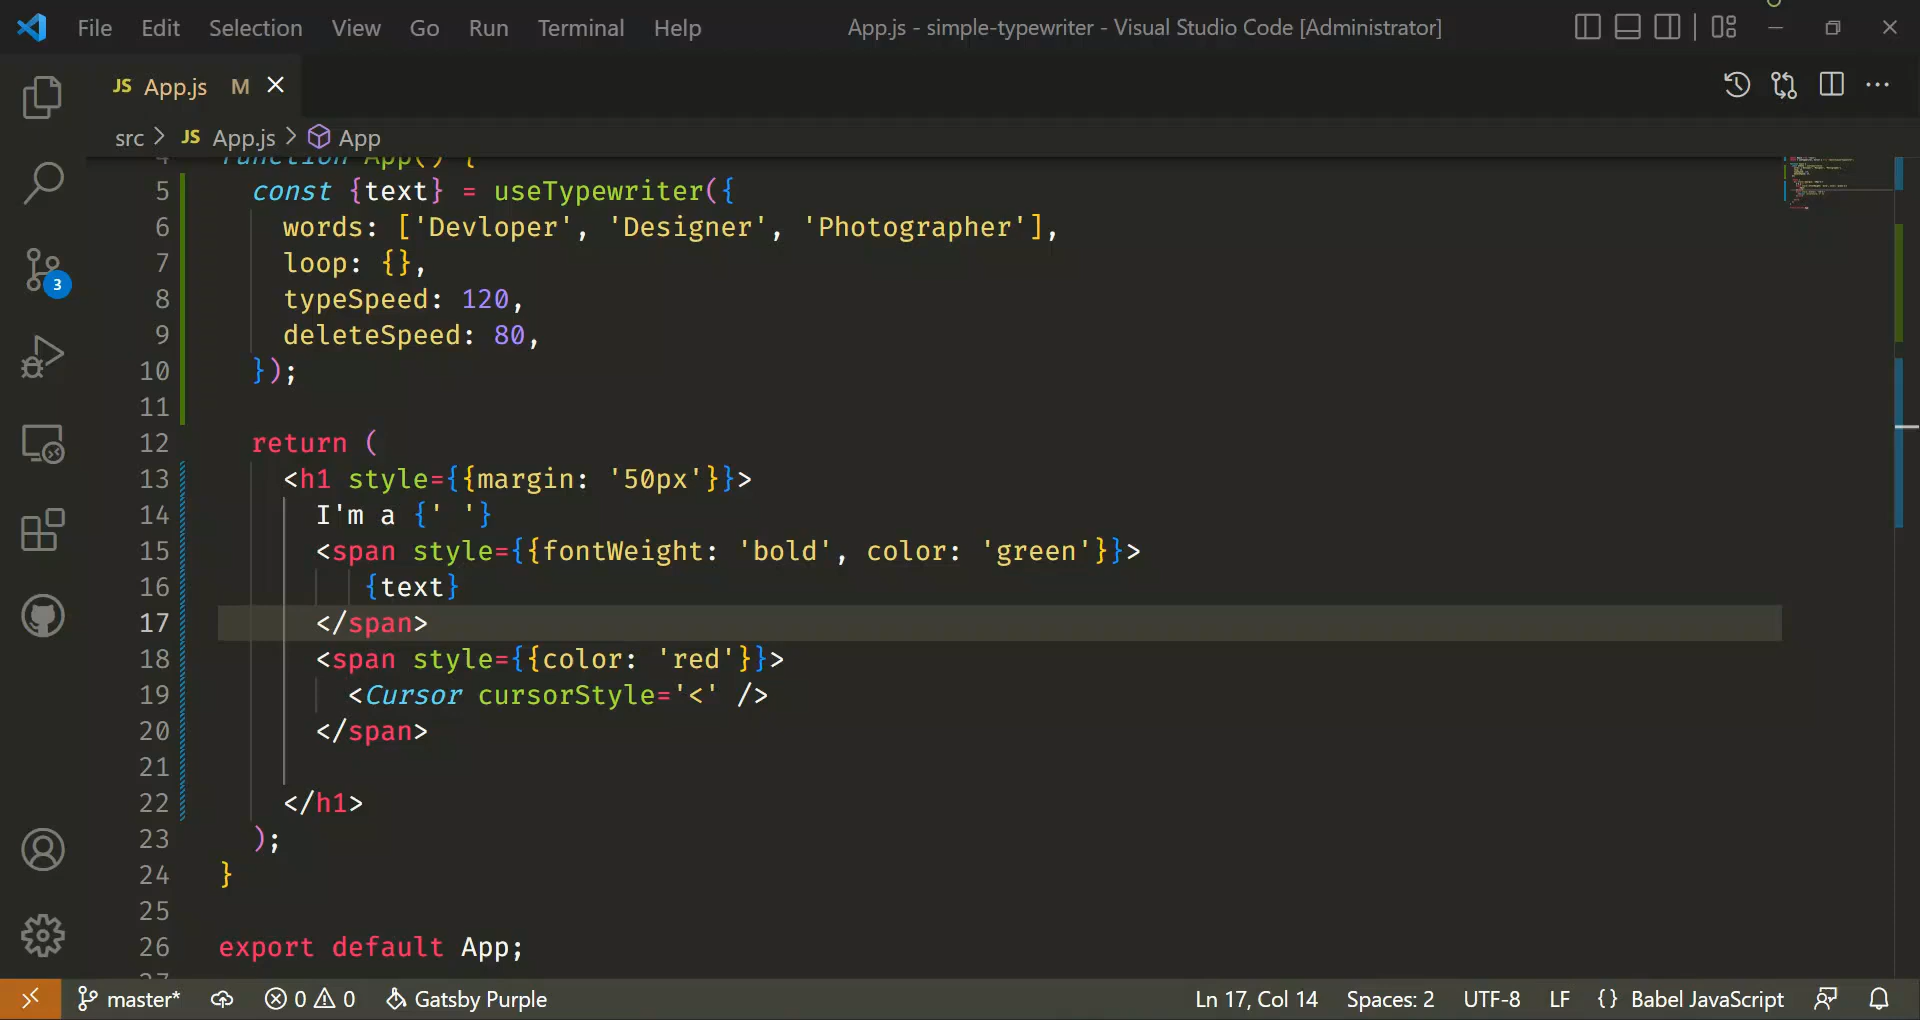 File Edit Selection View Go Run Terminal Help App.js - simple-typewriter - Visual Studio Code [Administrator]
JS App.js M
src > JS App.js > App
4 function App() {
5 const {text} = useTypewriter({
6 words: ['Devloper', 'Designer', 'Photographer'],
7 loop: {},
8 typeSpeed: 120,
9 deleteSpeed: 80,
10 });
11
12 return (
13 <h1 style={{margin: '50px'}}>
14 I'm a {' '}
15 <span style={{fontWeight: 'bold', color: 'green'}}>
16 {text}
17 </span>
18 <span style={{color: 'red'}}>
19 <Cursor cursorStyle='<' />
20 </span>
21
22 </h1>
23 );
24 }
25
26 export default App;
27
3
master* 0 0 Gatsby Purple Ln 17, Col 14 Spaces: 2 UTF-8 LF {} Babel JavaScript